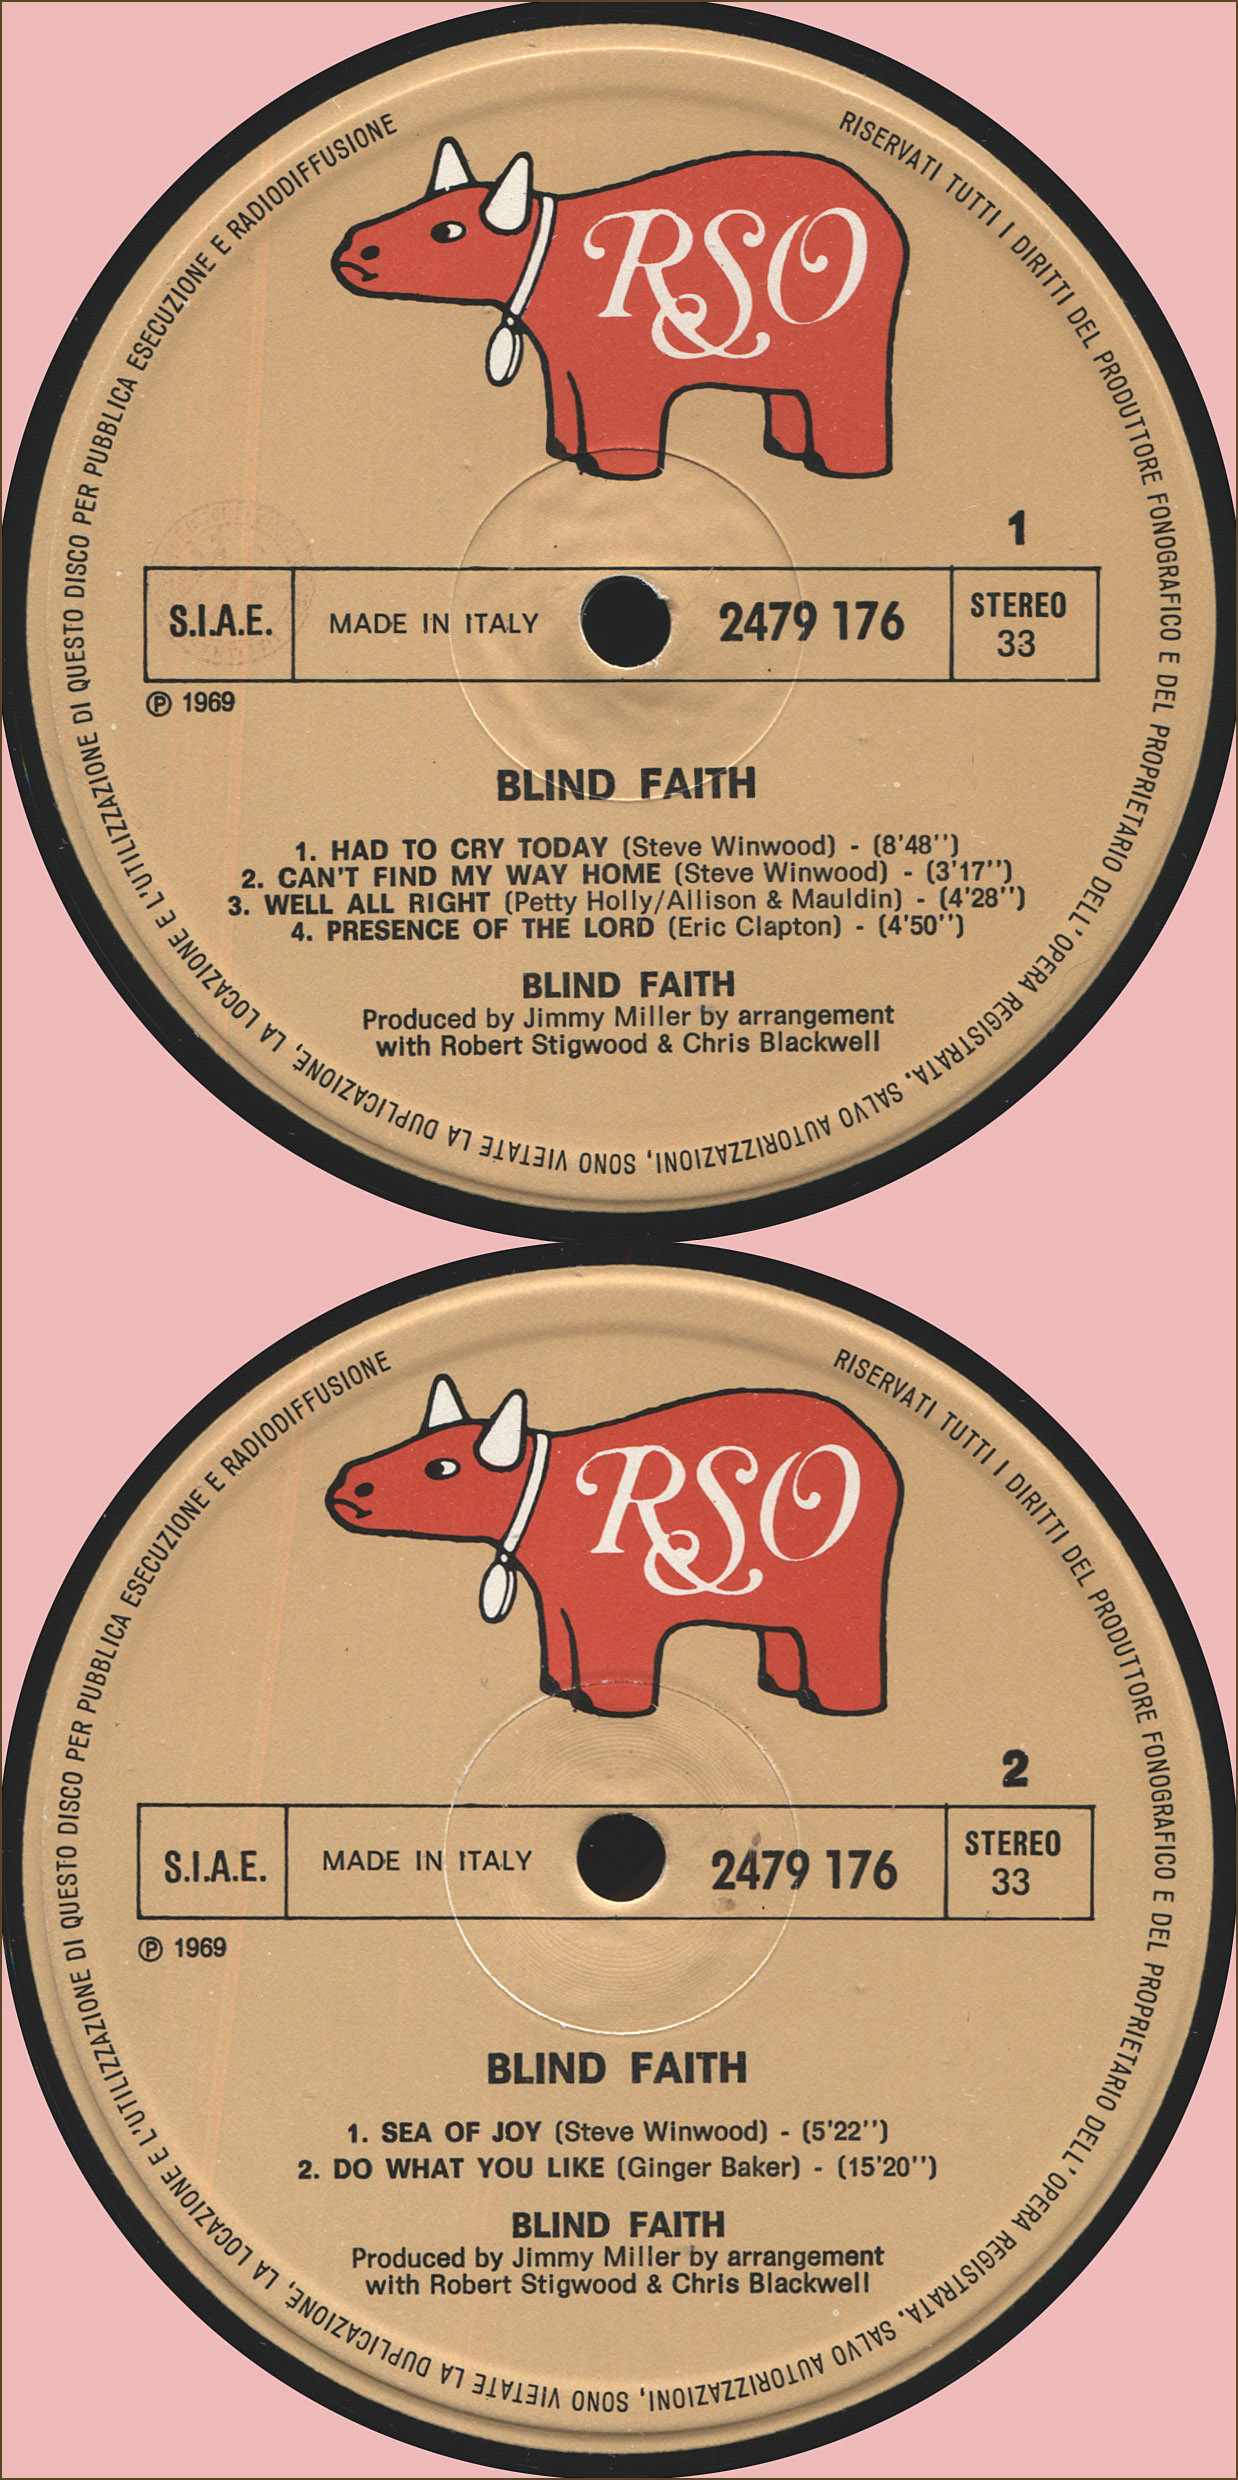 RISERVATI TUTTI I DIRITTI DEL PRODUTTORE FONOGRAFICO E DEL PROPRIETARIO DELL'OPERA REGISTRATA. SALVO AUTORIZZAZIONI, SONO VIETATE LA DUPLICAZIONE, LA LOCAZIONE E L'UTILIZZAZIONE DI QUESTO DISCO PER PUBBLICA ESECUZIONE E RADIODIFFUSIONE
RSO
1
S.I.A.E.
MADE IN ITALY
2479 176
STEREO
33
℗ 1969
BLIND FAITH
1. HAD TO CRY TODAY (Steve Winwood) - (8'48'')
2. CAN'T FIND MY WAY HOME (Steve Winwood) - (3'17'')
3. WELL ALL RIGHT (Petty Holly/Allison & Mauldin) - (4'28'')
4. PRESENCE OF THE LORD (Eric Clapton) - (4'50'')
BLIND FAITH
Produced by Jimmy Miller by arrangement
with Robert Stigwood & Chris Blackwell
RISERVATI TUTTI I DIRITTI DEL PRODUTTORE FONOGRAFICO E DEL PROPRIETARIO DELL'OPERA REGISTRATA. SALVO AUTORIZZAZIONI, SONO VIETATE LA DUPLICAZIONE, LA LOCAZIONE E L'UTILIZZAZIONE DI QUESTO DISCO PER PUBBLICA ESECUZIONE E RADIODIFFUSIONE
RSO
2
S.I.A.E.
MADE IN ITALY
2479 176
STEREO
33
℗ 1969
BLIND FAITH
1. SEA OF JOY (Steve Winwood) - (5'22'')
2. DO WHAT YOU LIKE (Ginger Baker) - (15'20'')
BLIND FAITH
Produced by Jimmy Miller by arrangement
with Robert Stigwood & Chris Blackwell